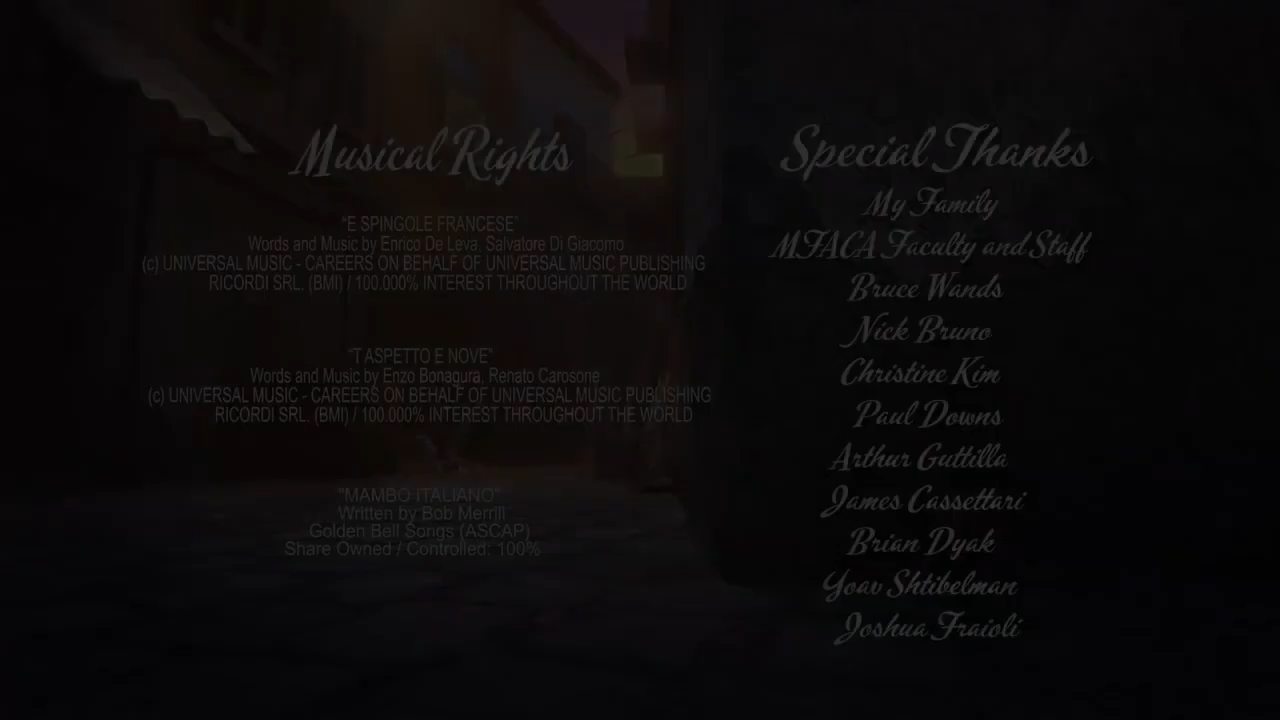 Musical Rights
"E SPINGOLE FRANCESE"
Words and Music by Enrico De Leva, Salvatore Di Giacomo
(c) UNIVERSAL MUSIC - CAREERS ON BEHALF OF UNIVERSAL MUSIC PUBLISHING
RICORDI SRL. (BMI) / 100.000% INTEREST THROUGHOUT THE WORLD
"T ASPETTO E NOVE"
Words and Music by Enzo Bonagura, Renato Carosone
(c) UNIVERSAL MUSIC - CAREERS ON BEHALF OF UNIVERSAL MUSIC PUBLISHING
RICORDI SRL. (BMI) / 100.000% INTEREST THROUGHOUT THE WORLD
"MAMBO ITALIANO"
Written by Bob Merrill
Golden Bell Songs (ASCAP)
Share Owned / Controlled: 100%
Special Thanks
My Family
MFACA Faculty and Staff
Bruce Wands
Nick Bruno
Christine Kim
Paul Downs
Arthur Guttilla
James Cassettari
Brian Dyak
Yoav Shtibelman
Joshua Fraioli